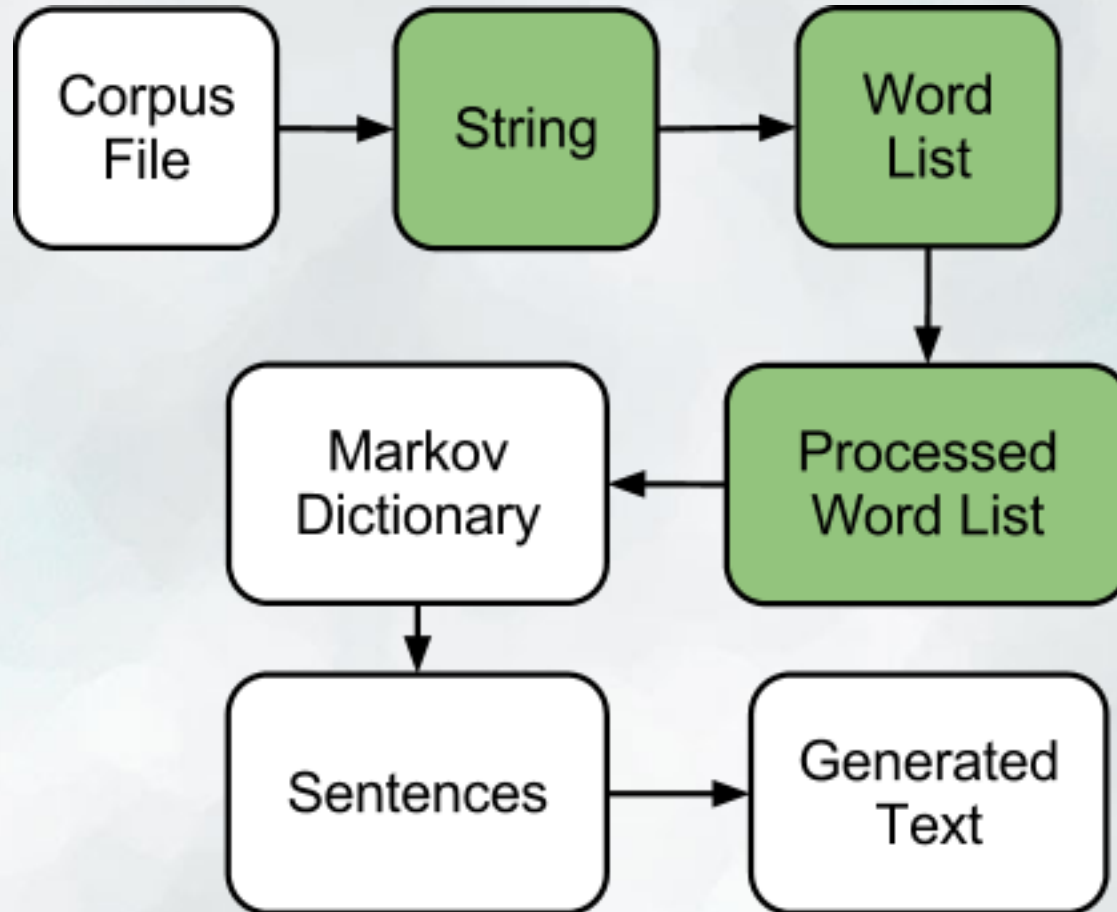 Corpus
File
String
Word
List
Processed
Word List
Markov
Dictionary
Sentences
Generated
Text